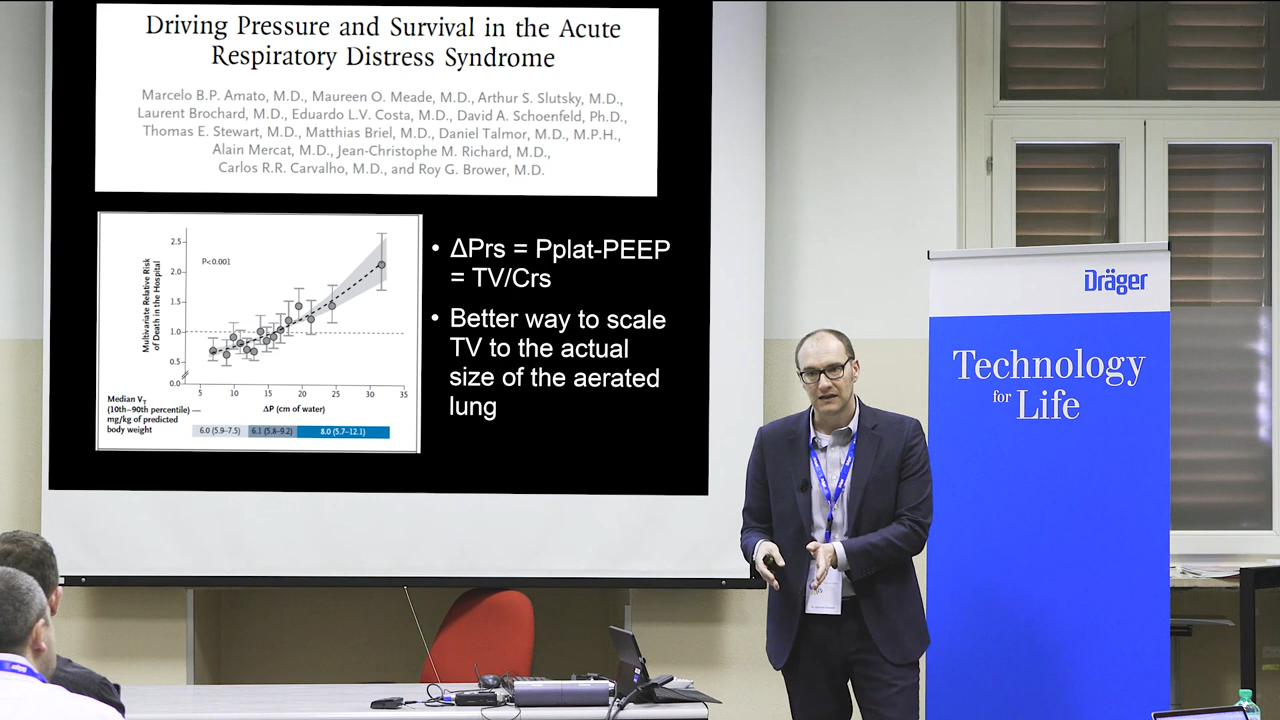 Driving Pressure and Survival in the Acute
Respiratory Distress Syndrome
Marcelo B.P. Amato, M.D., Maureen O. Meade, M.D., Arthur S. Slutsky, M.D.,
Laurent Brochard, M.D., Eduardo L.V. Costa, M.D., David A. Schoenfeld, Ph.D.,
Thomas E. Stewart, M.D., Matthias Briel, M.D., Daniel Talmor, M.D., M.P.H.,
Alain Mercat, M.D., Jean-Christophe M. Richard, M.D.,
Carlos R.R. Carvalho, M.D., and Roy G. Brower, M.D.
Multivariate Relative Risk
of Death in the Hospital
2.5
2.0
1.5
1.0
0.5
0.0
P<0.001
5 10 15 20 25 30 35
ΔP (cm of water)
Median VT
(10th–90th percentile) —
mg/kg of predicted
body weight
6.0 (5.9–7.5) 6.1 (5.8–9.2) 8.0 (5.7–12.1)
• ΔPrs = Pplat-PEEP
= TV/Crs
• Better way to scale
TV to the actual
size of the aerated
lung
Dräger
Technology
for Life